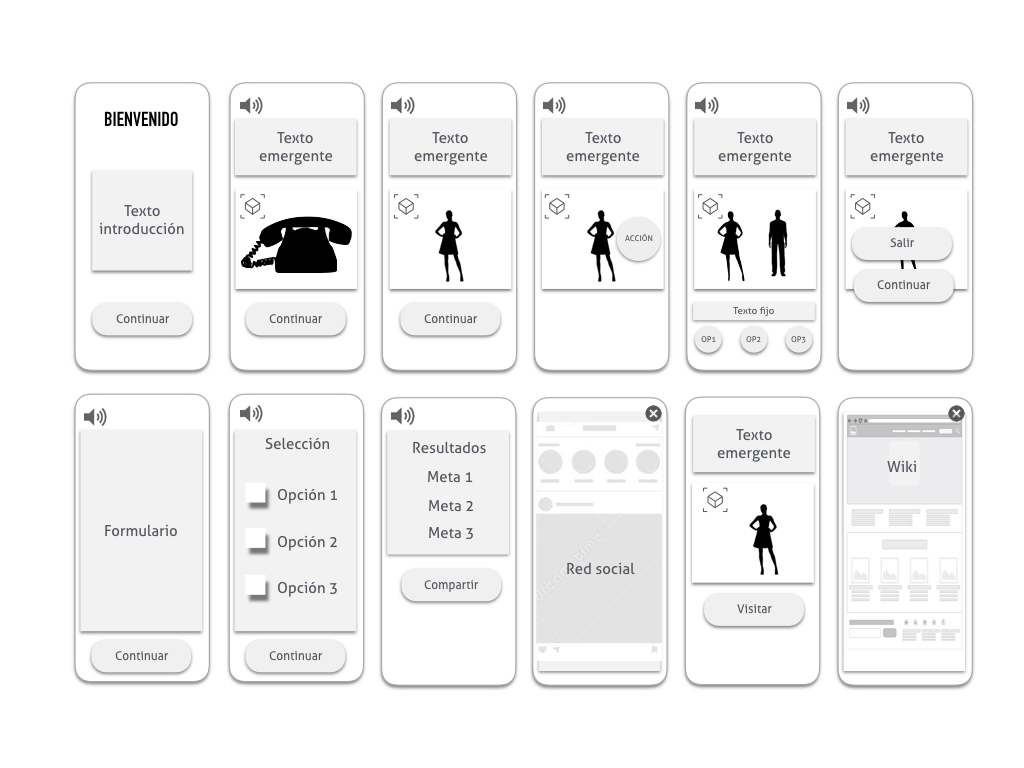 BIENVENIDO
Texto
introducción
Continuar
Texto
emergente
Continuar
Texto
emergente
Continuar
Texto
emergente
ACCIÓN
Texto
emergente
Texto fijo
OP1 OP2 OP3
Texto
emergente
Salir
Continuar
Formulario
Continuar
Selección
Opción 1
Opción 2
Opción 3
Continuar
Resultados
Meta 1
Meta 2
Meta 3
Compartir
Red social
Texto
emergente
Visitar
Wiki